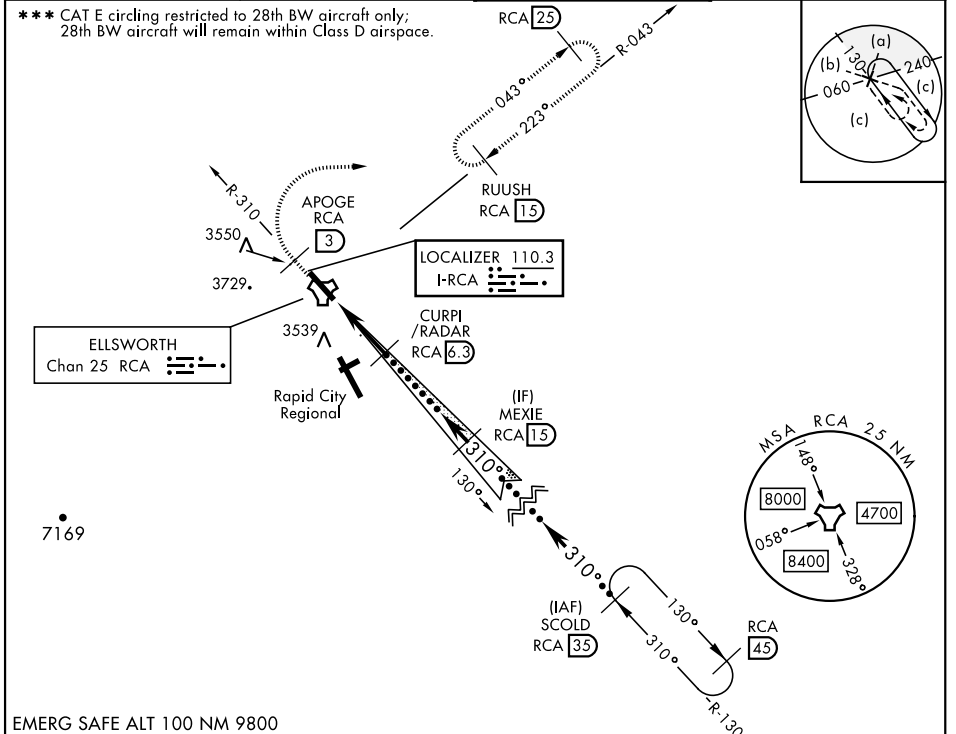 *** CAT E circling restricted to 28th BW aircraft only;
28th BW aircraft will remain within Class D airspace.
RCA 25
R-043
043°
223°
RUUSH
RCA 15
130
(a)
(b)
240
060
(c)
(c)
R-310
APOGE
RCA
3
3550
3729
LOCALIZER 110.3
I-RCA
ELLSWORTH
Chan 25 RCA
3539
CURPI
/RADAR
RCA 6.3
Rapid City
Regional
(IF)
MEXIE
RCA 15
310°
130°
7169
MSA RCA 25 NM
148°
8000
4700
058°
8400
328°
310°
(IAF)
SCOLD
RCA 35
130°
310°
RCA
45
R-130
EMERG SAFE ALT 100 NM 9800